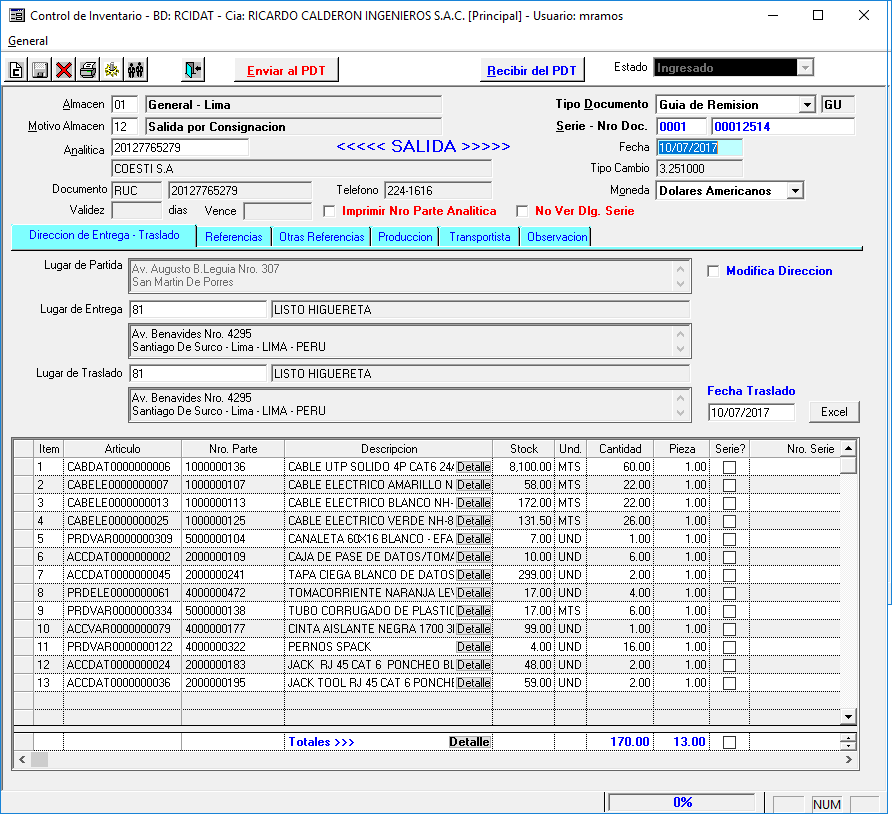 Control de Inventario - BD: RCIDAT - Cia: RICARDO CALDERON INGENIEROS S.A.C. [Principal] - Usuario: mramos
General
Enviar al PDT Recibir del PDT Estado Ingresado
Almacen 01 General - Lima Tipo Documento Guia de Remision GU
Motivo Almacen 12 Salida por Consignacion Serie - Nro Doc. 0001 00012514
Analitica 20127765279 <<<<< SALIDA >>>>> Fecha 10/07/2017
COESTI S.A Tipo Cambio 3.251000
Documento RUC 20127765279 Telefono 224-1616 Moneda Dolares Americanos
Validez dias Vence Imprimir Nro Parte Analitica No Ver Dlg. Serie
Direccion de Entrega - Traslado Referencias Otras Referencias Produccion Transportista Observacion
Lugar de Partida Av. Augusto B.Leguia Nro. 307 Modifica Direccion
San Martin De Porres
Lugar de Entrega 81 LISTO HIGUERETA
Av. Benavides Nro. 4295
Santiago De Surco - Lima - LIMA - PERU
Lugar de Traslado 81 LISTO HIGUERETA
Av. Benavides Nro. 4295 Fecha Traslado
Santiago De Surco - Lima - LIMA - PERU 10/07/2017 Excel
Item Articulo Nro. Parte Descripcion Stock Und. Cantidad Pieza Serie? Nro. Serie
1 CABDAT0000000006 1000000136 CABLE UTP SOLIDO 4P CAT6 24 Detalle 8,100.00 MTS 60.00 1.00
2 CABELE0000000007 1000000107 CABLE ELECTRICO AMARILLO N Detalle 58.00 MTS 22.00 1.00
3 CABELE0000000013 1000000113 CABLE ELECTRICO BLANCO NH- Detalle 172.00 MTS 22.00 1.00
4 CABELE0000000025 1000000125 CABLE ELECTRICO VERDE NH-8 Detalle 131.50 MTS 26.00 1.00
5 PRDVAR0000000309 5000000104 CANALETA 60X16 BLANCO - EFA Detalle 7.00 UND 1.00 1.00
6 ACCDAT0000000002 2000000109 CAJA DE PASE DE DATOS/TOMA Detalle 10.00 UND 6.00 1.00
7 ACCDAT0000000045 2000000241 TAPA CIEGA BLANCO DE DATOS Detalle 299.00 UND 2.00 1.00
8 PRDELE0000000061 4000000472 TOMACORRIENTE NARANJA LEV Detalle 17.00 UND 4.00 1.00
9 PRDVAR0000000334 5000000138 TUBO CORRUGADO DE PLASTIC Detalle 17.00 MTS 6.00 1.00
10 ACCVAR0000000079 4000000177 CINTA AISLANTE NEGRA 1700 3 Detalle 99.00 UND 1.00 1.00
11 PRDVAR0000000122 4000000322 PERNOS SPACK Detalle 4.00 UND 16.00 1.00
12 ACCDAT0000000024 2000000183 JACK RJ 45 CAT 6 PONCHEO BL Detalle 48.00 UND 2.00 1.00
13 ACCDAT0000000036 2000000195 JACK TOOL RJ 45 CAT 6 PONCHE Detalle 59.00 UND 2.00 1.00
Totales >>> Detalle 170.00 13.00
0% NUM